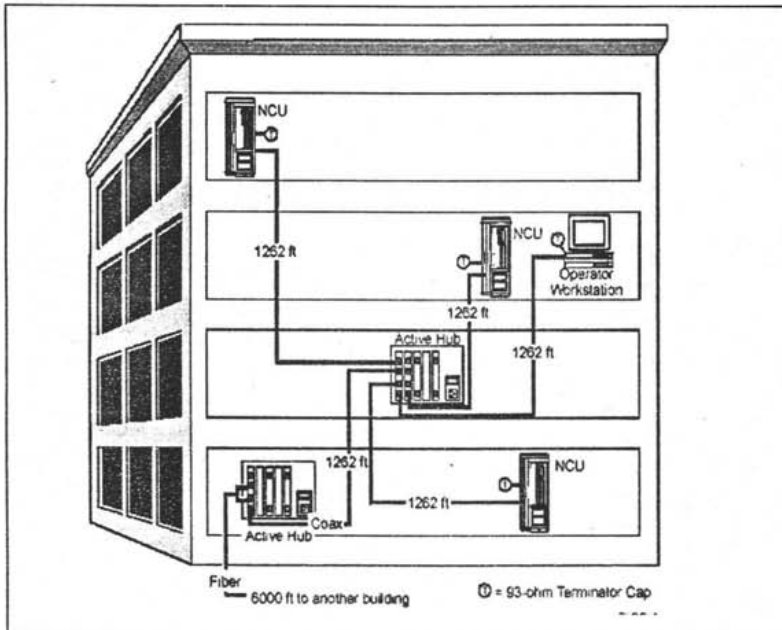 NCU
1262 ft
NCU
Operator
Workstation
1262 ft
Active Hub
1262 ft
1262 ft
NCU
1262 ft
Coax
Active Hub
Fiber
6000 ft to another building
T = 93-ohm Terminator Cap